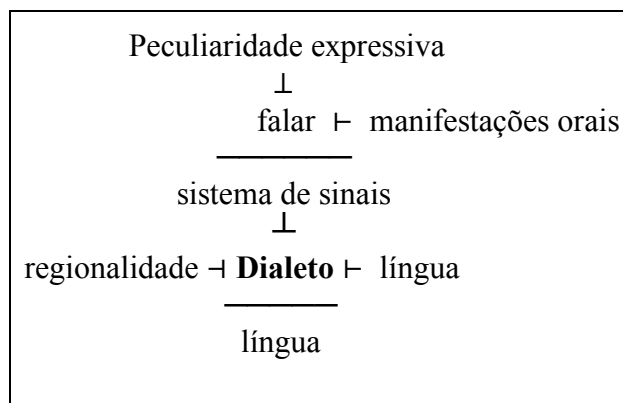 Peculiaridade expressiva
⊥
falar ⊢ manifestações orais
sistema de sinais
⊥
regionalidade ⊣ Dialeto ⊢ língua
língua